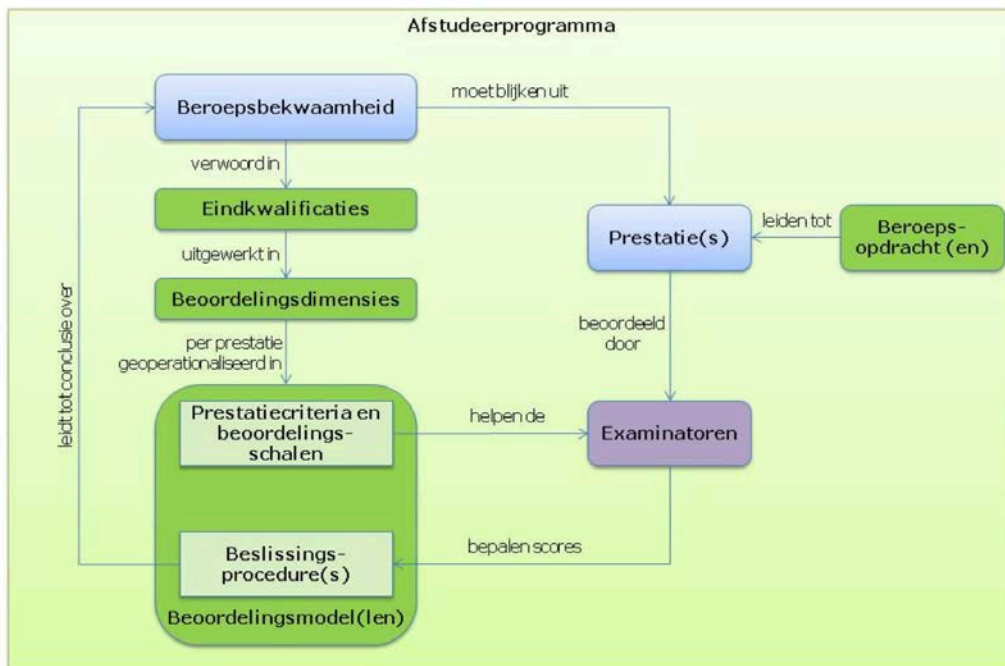 Afstudeerprogramma
Beroepsbekwaamheid
moet blijken uit
verwoord in
Eindkwalificaties
Prestatie(s)
leiden tot
Beroeps-
opdracht (en)
uitgewerkt in
Beoordelingsdimensies
beoordeeld
door
per prestatie
geoperationaliseerd in
leidt tot conclusie over
Prestatiecriteria en
beoordelings-
schalen
helpen de
Examinatoren
Beslissings-
procedure(s)
bepalen scores
Beoordelingsmodel(len)